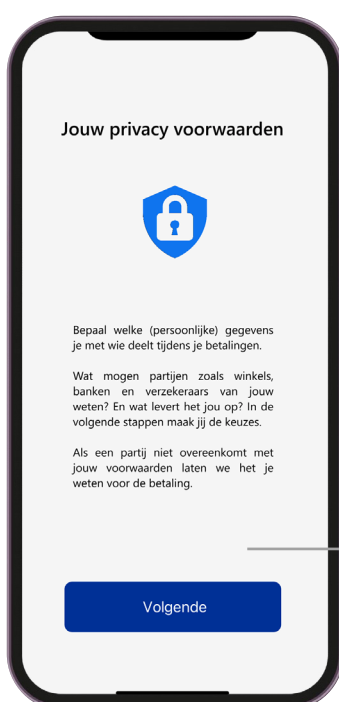 Jouw privacy voorwaarden
Bepaal welke (persoonlijke) gegevens
je met wie deelt tijdens je betalingen.
Wat mogen partijen zoals winkels,
banken en verzekeraars van jouw
weten? En wat levert het jou op? In de
volgende stappen maak jij de keuzes.
Als een partij niet overeenkomt met
jouw voorwaarden laten we het je
weten voor de betaling.
Volgende